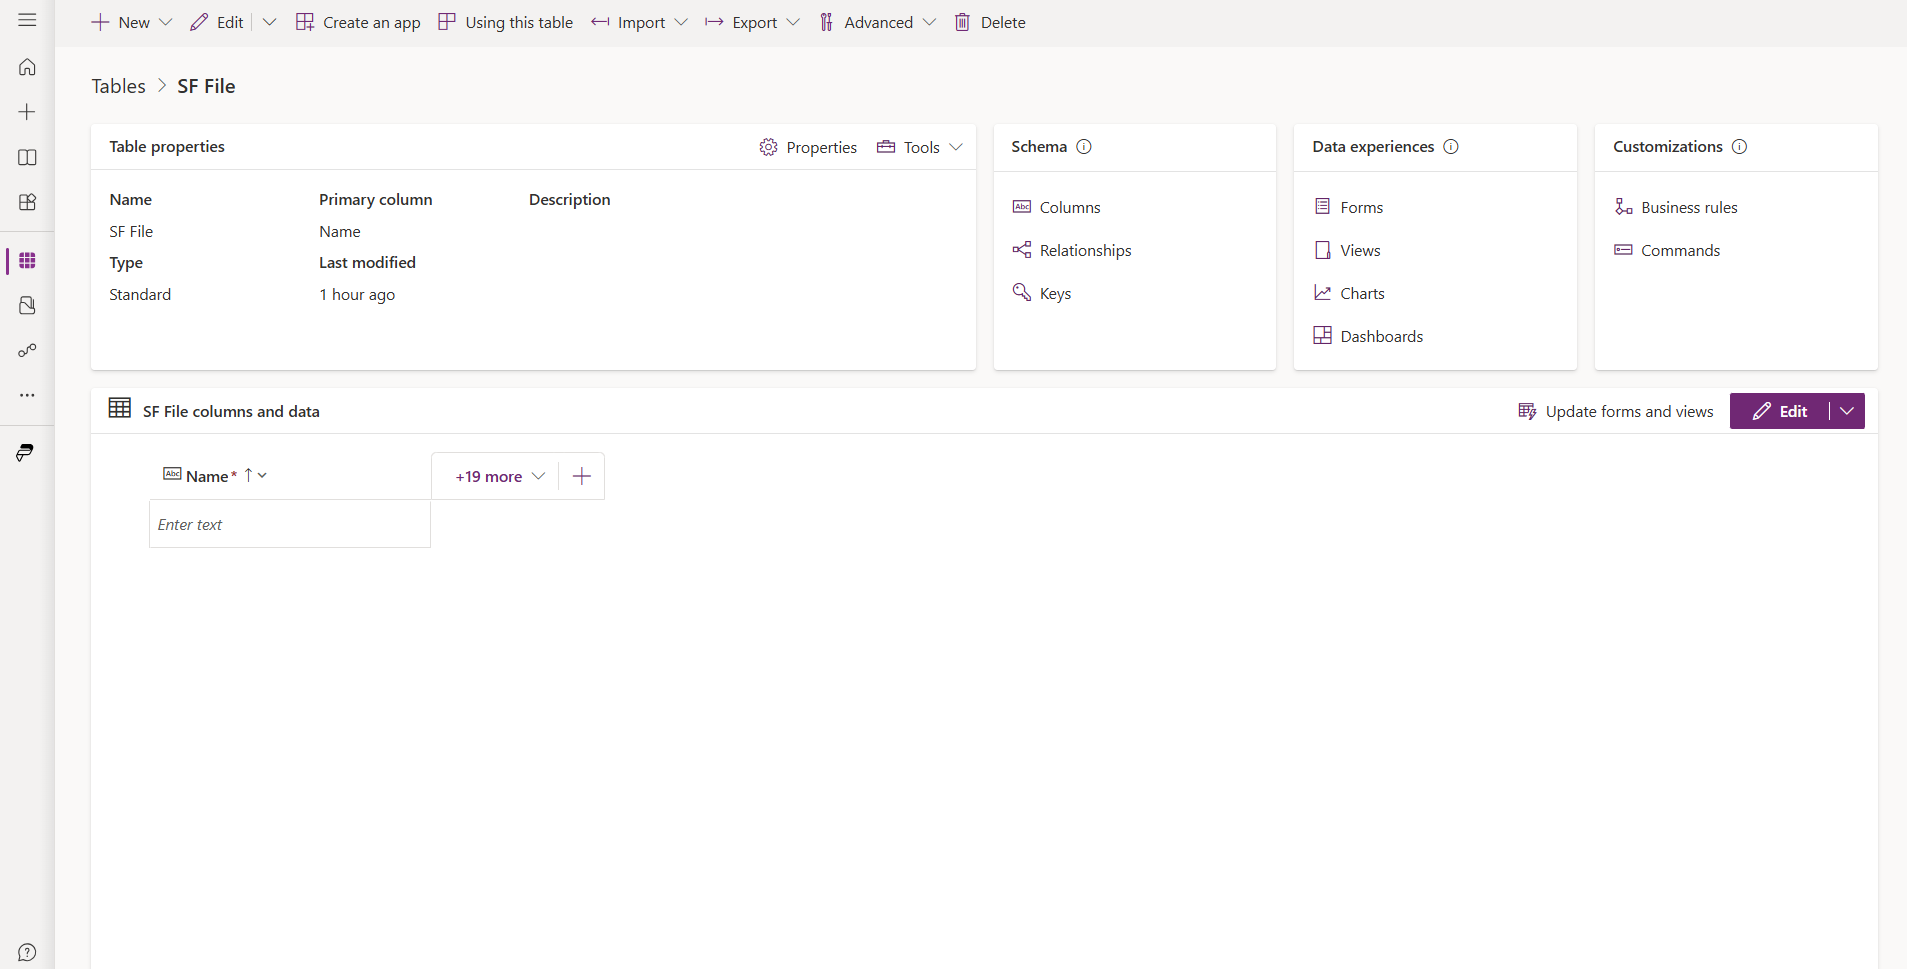 New Edit Create an app Using this table Import Export Advanced Delete
Tables > SF File
Table properties Properties Tools
Name Primary column Description
SF File Name
Type Last modified
Standard 1 hour ago
Schema
Columns
Relationships
Keys
Data experiences
Forms
Views
Charts
Dashboards
Customizations
Business rules
Commands
SF File columns and data Update forms and views Edit
Abc Name* ↑ +19 more
Enter text